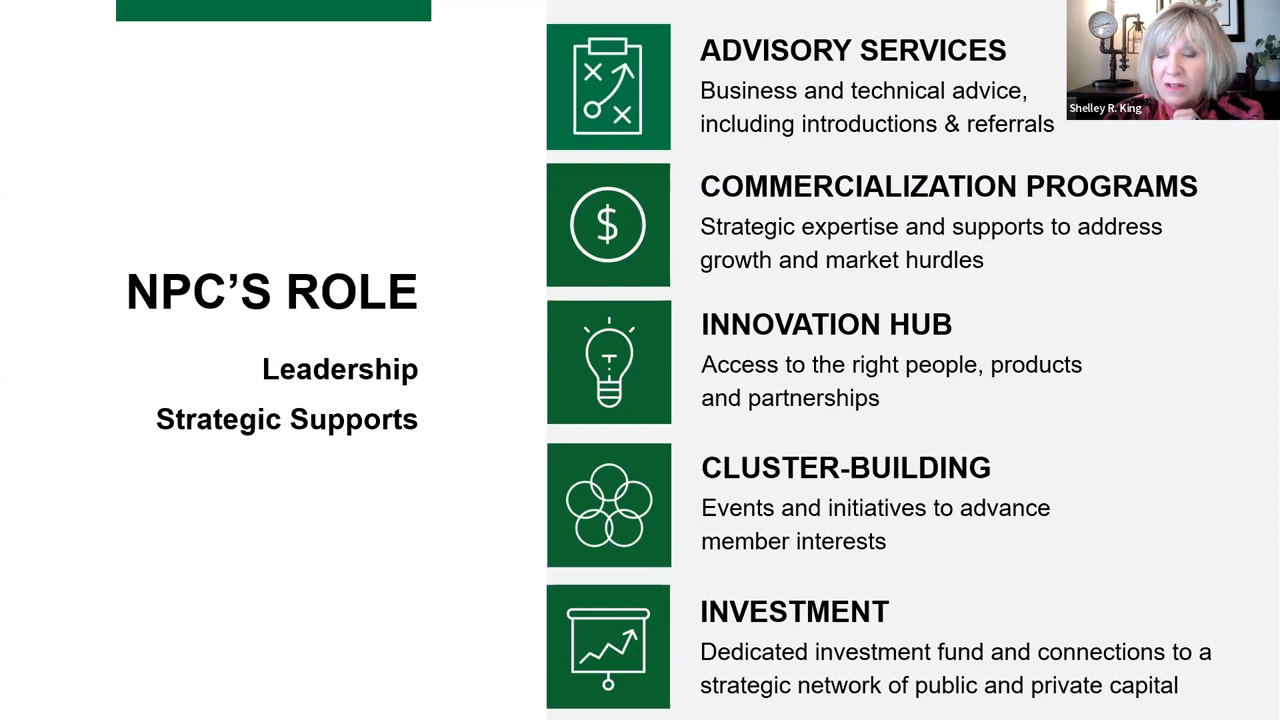 NPC’S ROLE
Leadership
Strategic Supports
ADVISORY SERVICES
Business and technical advice,
including introductions & referrals
COMMERCIALIZATION PROGRAMS
Strategic expertise and supports to address
growth and market hurdles
INNOVATION HUB
Access to the right people, products
and partnerships
CLUSTER-BUILDING
Events and initiatives to advance
member interests
INVESTMENT
Dedicated investment fund and connections to a
strategic network of public and private capital
Shelley R. King
$